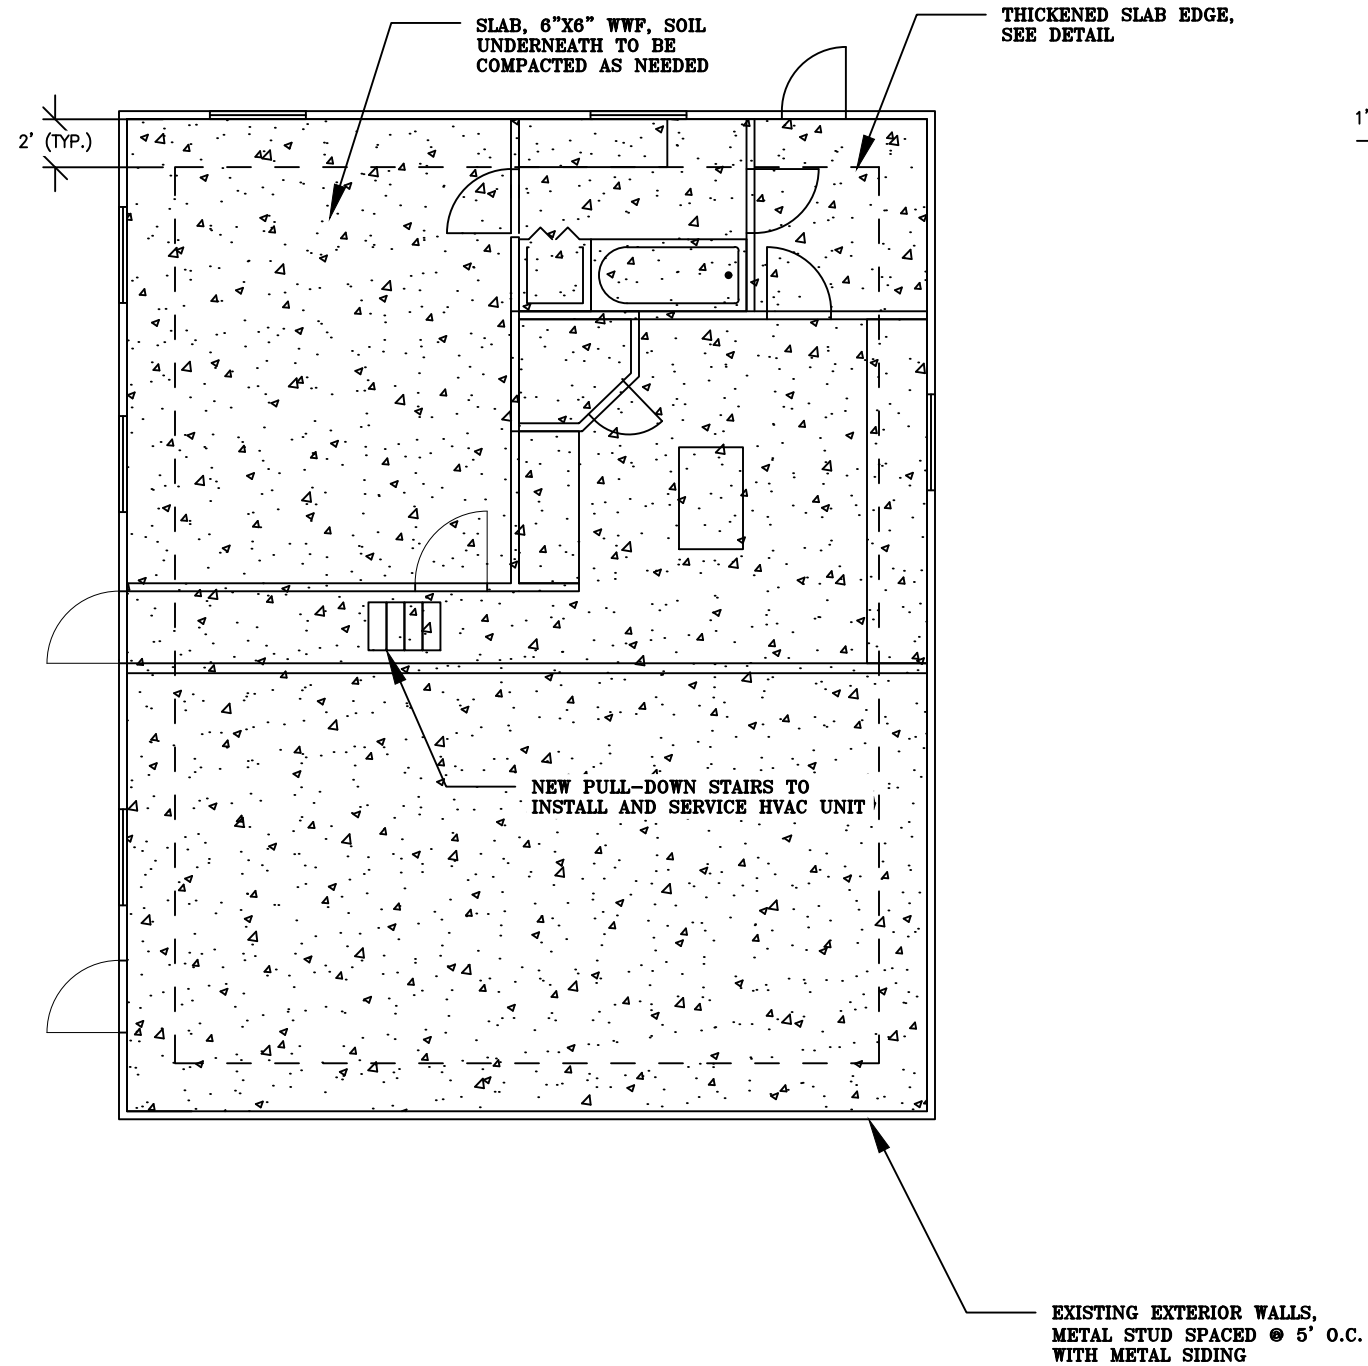 SLAB, 6”X6” WWF, SOIL
UNDERNEATH TO BE
COMPACTED AS NEEDED
THICKENED SLAB EDGE,
SEE DETAIL
2' (TYP.)
1'
NEW PULL-DOWN STAIRS TO
INSTALL AND SERVICE HVAC UNIT
EXISTING EXTERIOR WALLS,
METAL STUD SPACED @ 5' O.C.
WITH METAL SIDING